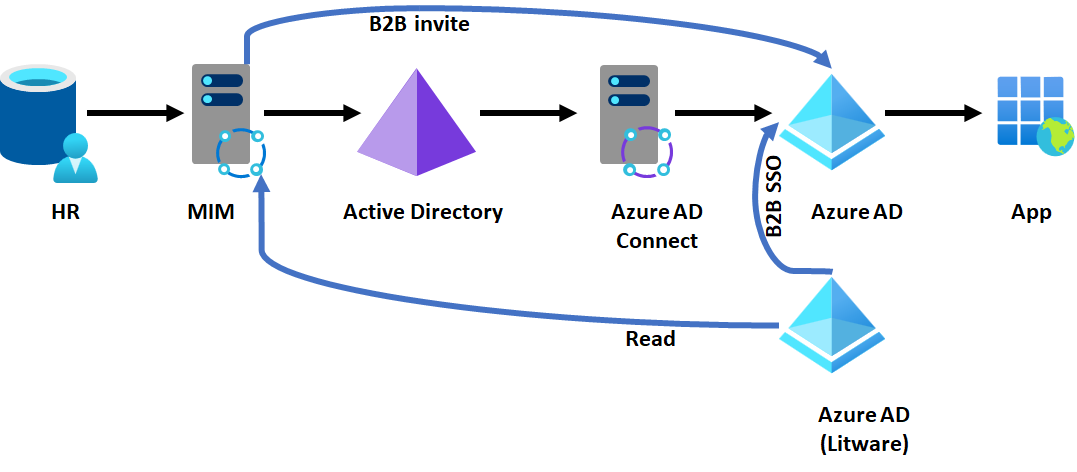 B2B invite
HR
MIM
Active Directory
Azure AD
Connect
B2B SSO
Azure AD
App
Read
Azure AD
(Litware)